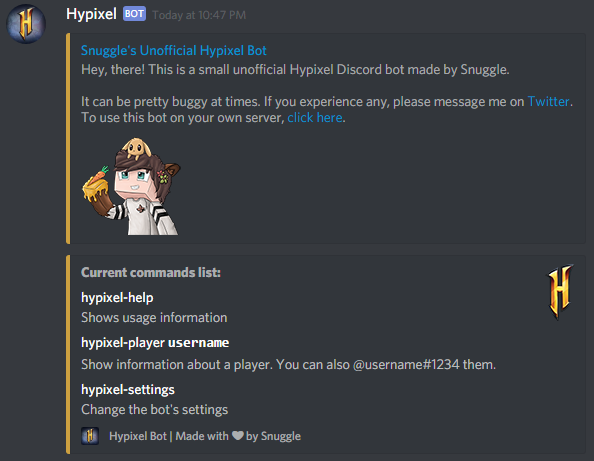 Hypixel BOT Today at 10:47 PM
Snuggle's Unofficial Hypixel Bot
Hey, there! This is a small unofficial Hypixel Discord bot made by Snuggle.
It can be pretty buggy at times. If you experience any, please message me on Twitter.
To use this bot on your own server, click here.
Current commands list:
hypixel-help
Shows usage information
hypixel-player username
Show information about a player. You can also @username#1234 them.
hypixel-settings
Change the bot's settings
Hypixel Bot | Made with ❤ by Snuggle